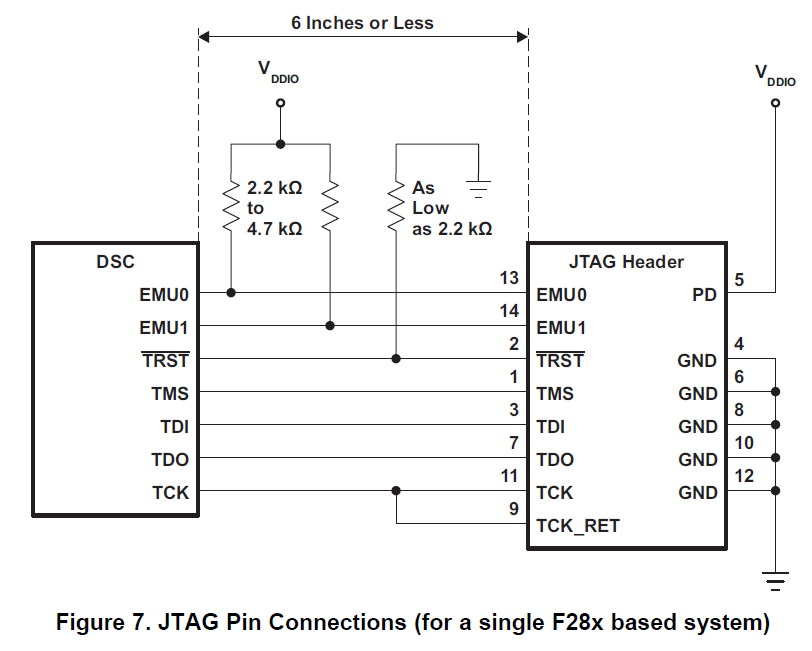 6 Inches or Less
VDDIO
VDDIO
2.2 kΩ
to
4.7 kΩ
As
Low
as 2.2 kΩ
DSC
JTAG Header
EMU0
13
EMU0
PD
5
EMU1
14
EMU1
TRST
2
TRST
GND
4
TMS
1
TMS
GND
6
TDI
3
TDI
GND
8
TDO
7
TDO
GND
10
TCK
11
TCK
GND
12
9
TCK_RET
Figure 7. JTAG Pin Connections (for a single F28x based system)